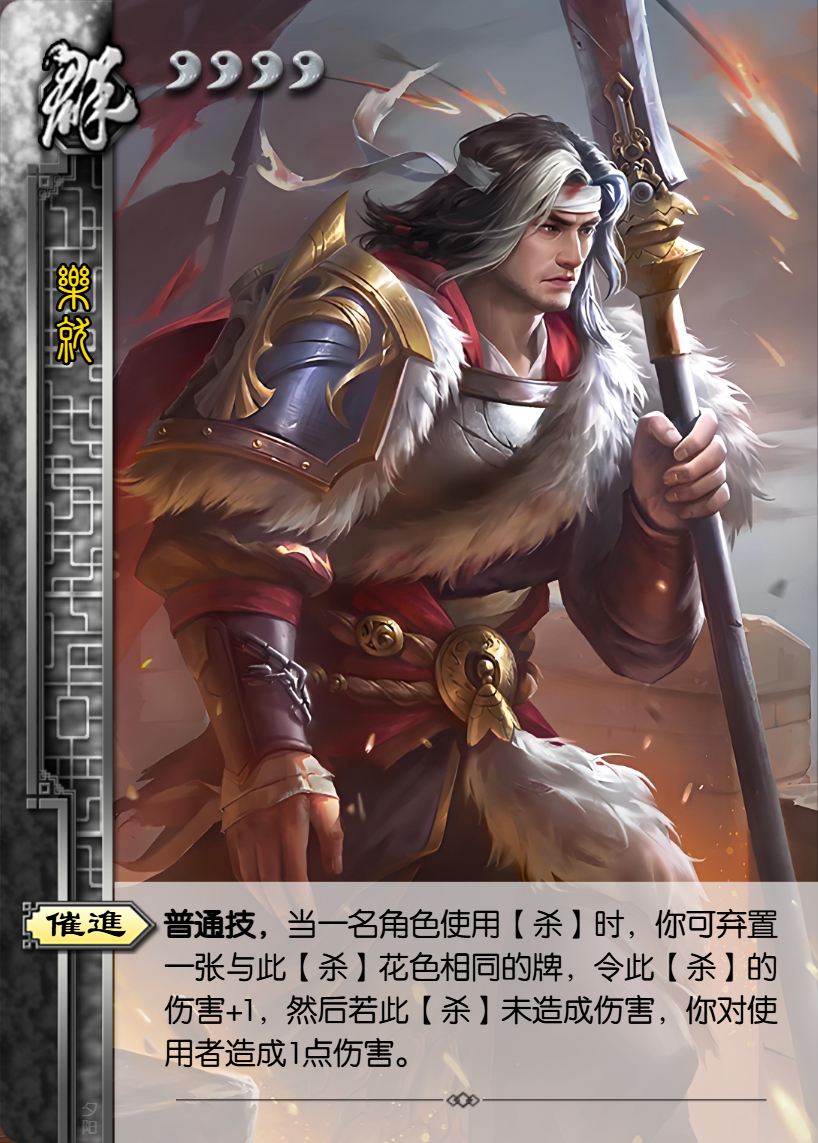 群
樂就
催進
普通技，当一名角色使用【杀】时，你可弃置
一张与此【杀】花色相同的牌，令此【杀】的
伤害+1，然后若此【杀】未造成伤害，你对使
用者造成1点伤害。
夕阳